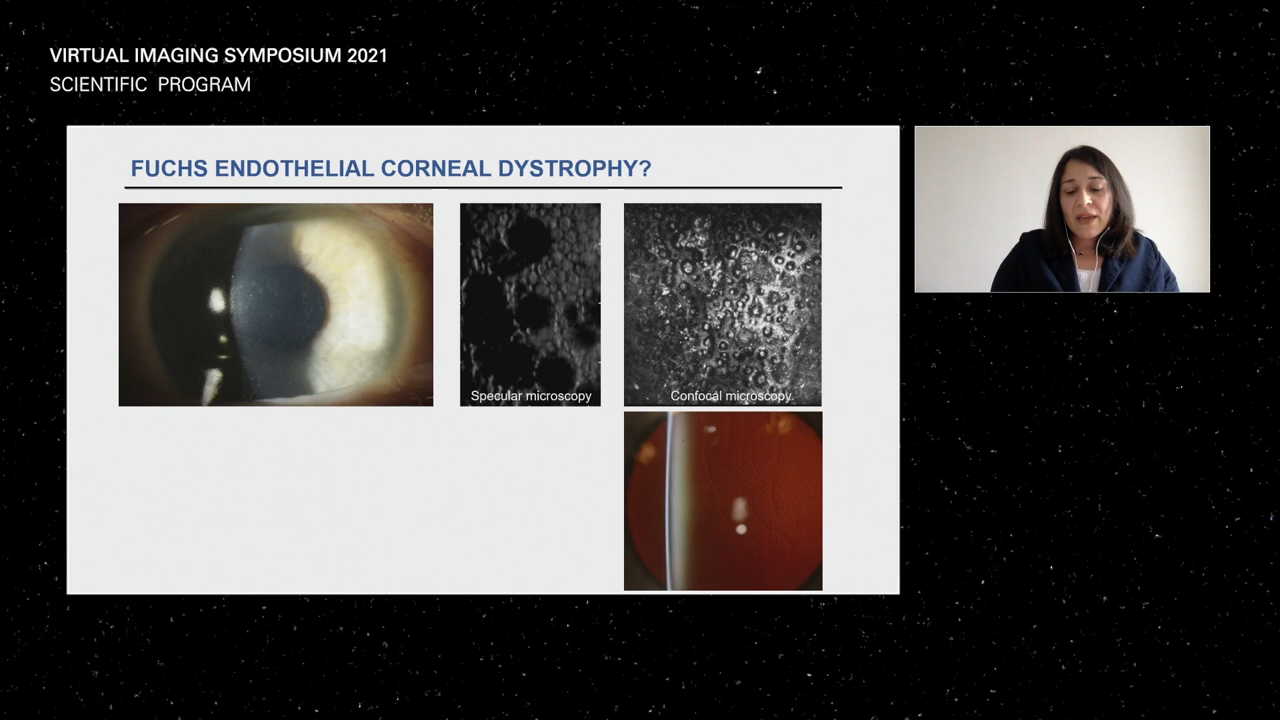 VIRTUAL IMAGING SYMPOSIUM 2021
SCIENTIFIC PROGRAM
FUCHS ENDOTHELIAL CORNEAL DYSTROPHY?
Specular microscopy
Confocal microscopy